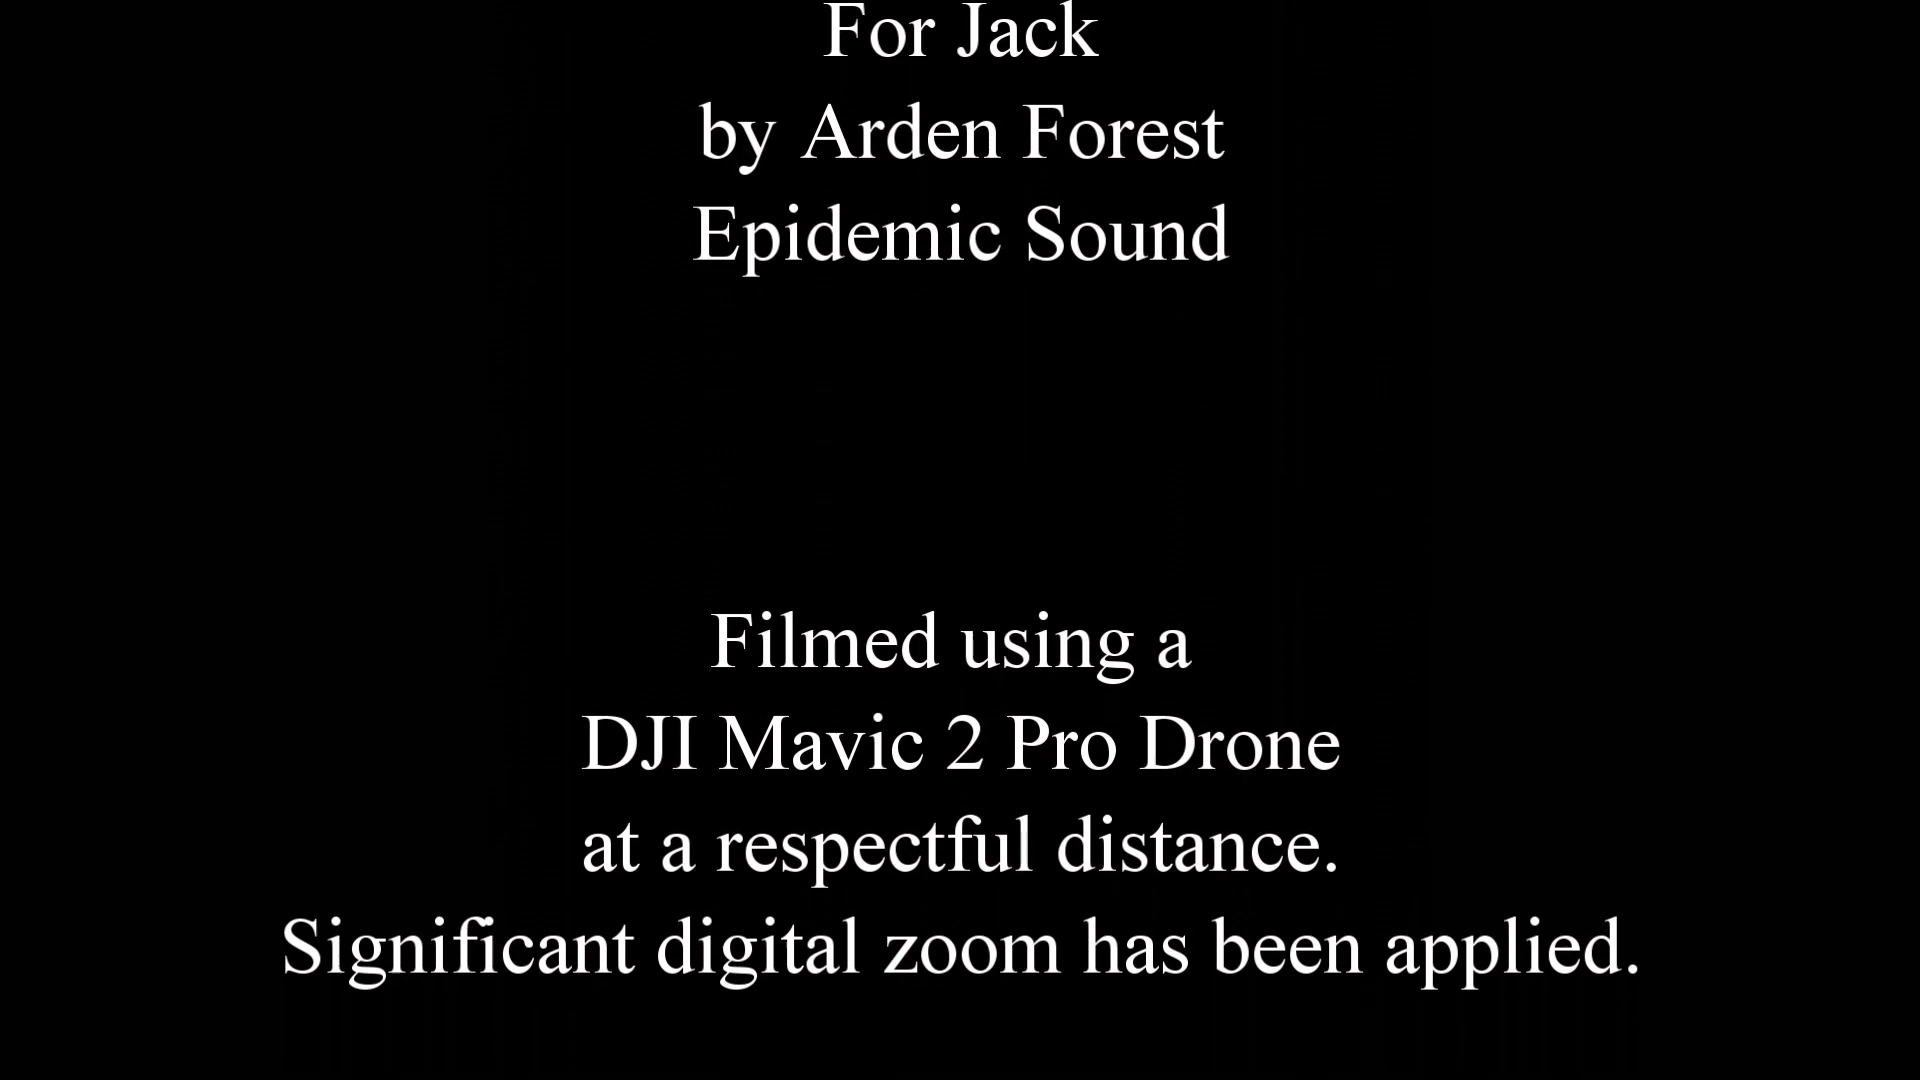 For Jack
by Arden Forest
Epidemic Sound
Filmed using a
DJI Mavic 2 Pro Drone
at a respectful distance.
Significant digital zoom has been applied.